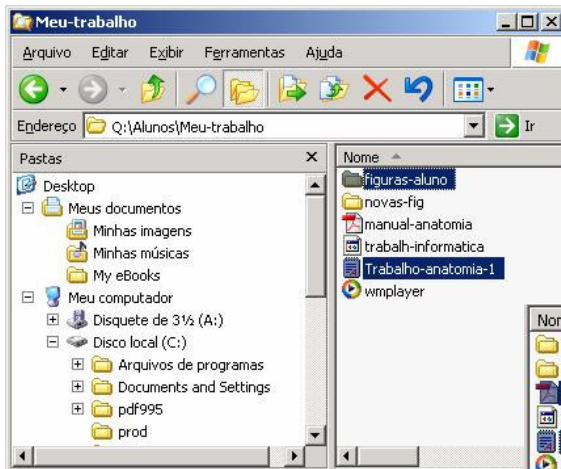 Meu-trabalho
Arquivo Editar Exibir Ferramentas Ajuda
Endereço Q:\Alunos\Meu-trabalho Ir
Pastas
Desktop
Meus documentos
Minhas imagens
Minhas músicas
My eBooks
Meu computador
Disquete de 3½ (A:)
Disco local (C:)
Arquivos de programas
Documents and Settings
pdf995
prod
Nome
figuras-aluno
novas-fig
manual-anatomia
trabalh-informatica
Trabalho-anatomia-1
wmplayer